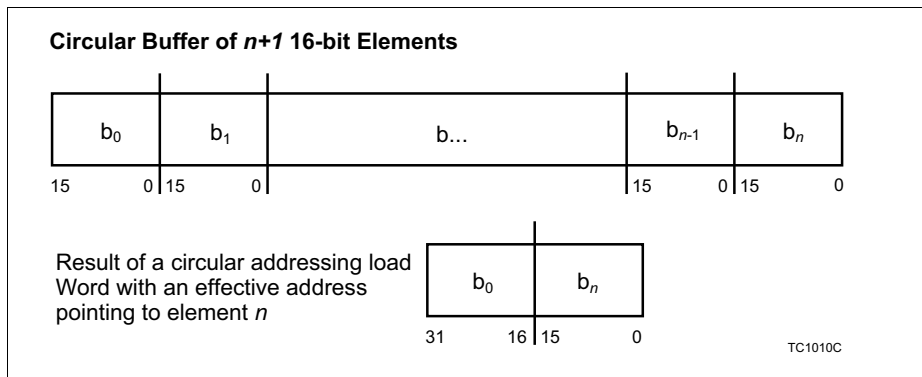 Circular Buffer of n+1 16-bit Elements
b₀ b₁ b... bₙ₋₁ bₙ
15 0 15 0 15 0 15 0
Result of a circular addressing load
Word with an effective address
pointing to element n
b₀ bₙ
31 16 15 0
TC1010C